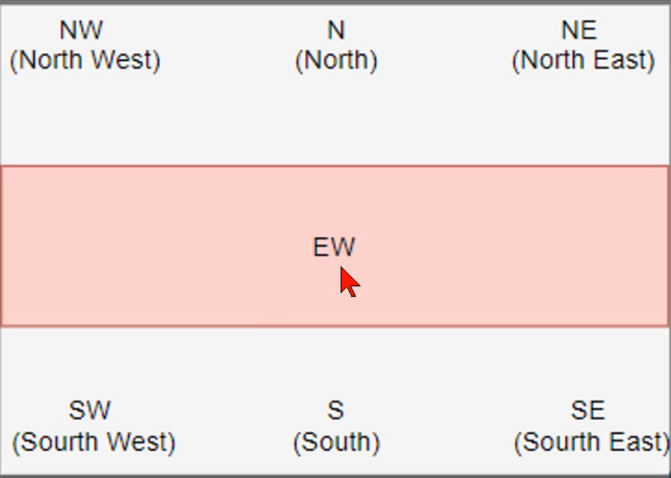 NW N NE
(North West) (North) (North East)
EW
SW S SE
(Sourth West) (South) (Sourth East)